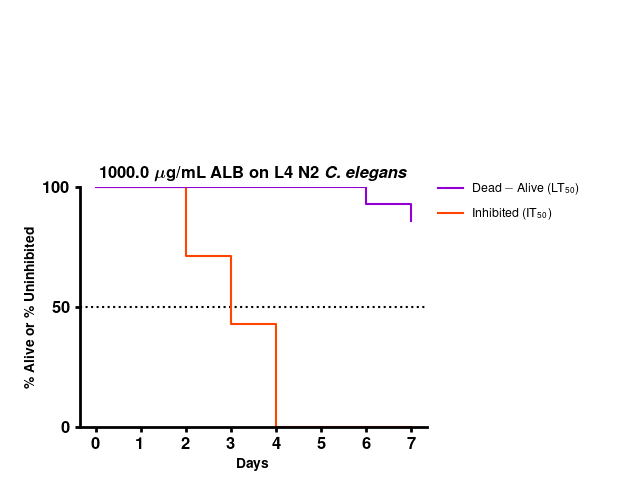 1000.0 μg/mL ALB on L4 N2 C. elegans
100
50
0
% Alive or % Uninhibited
0 1 2 3 4 5 6 7
Days
Dead − Alive (LT₅₀)
Inhibited (IT₅₀)